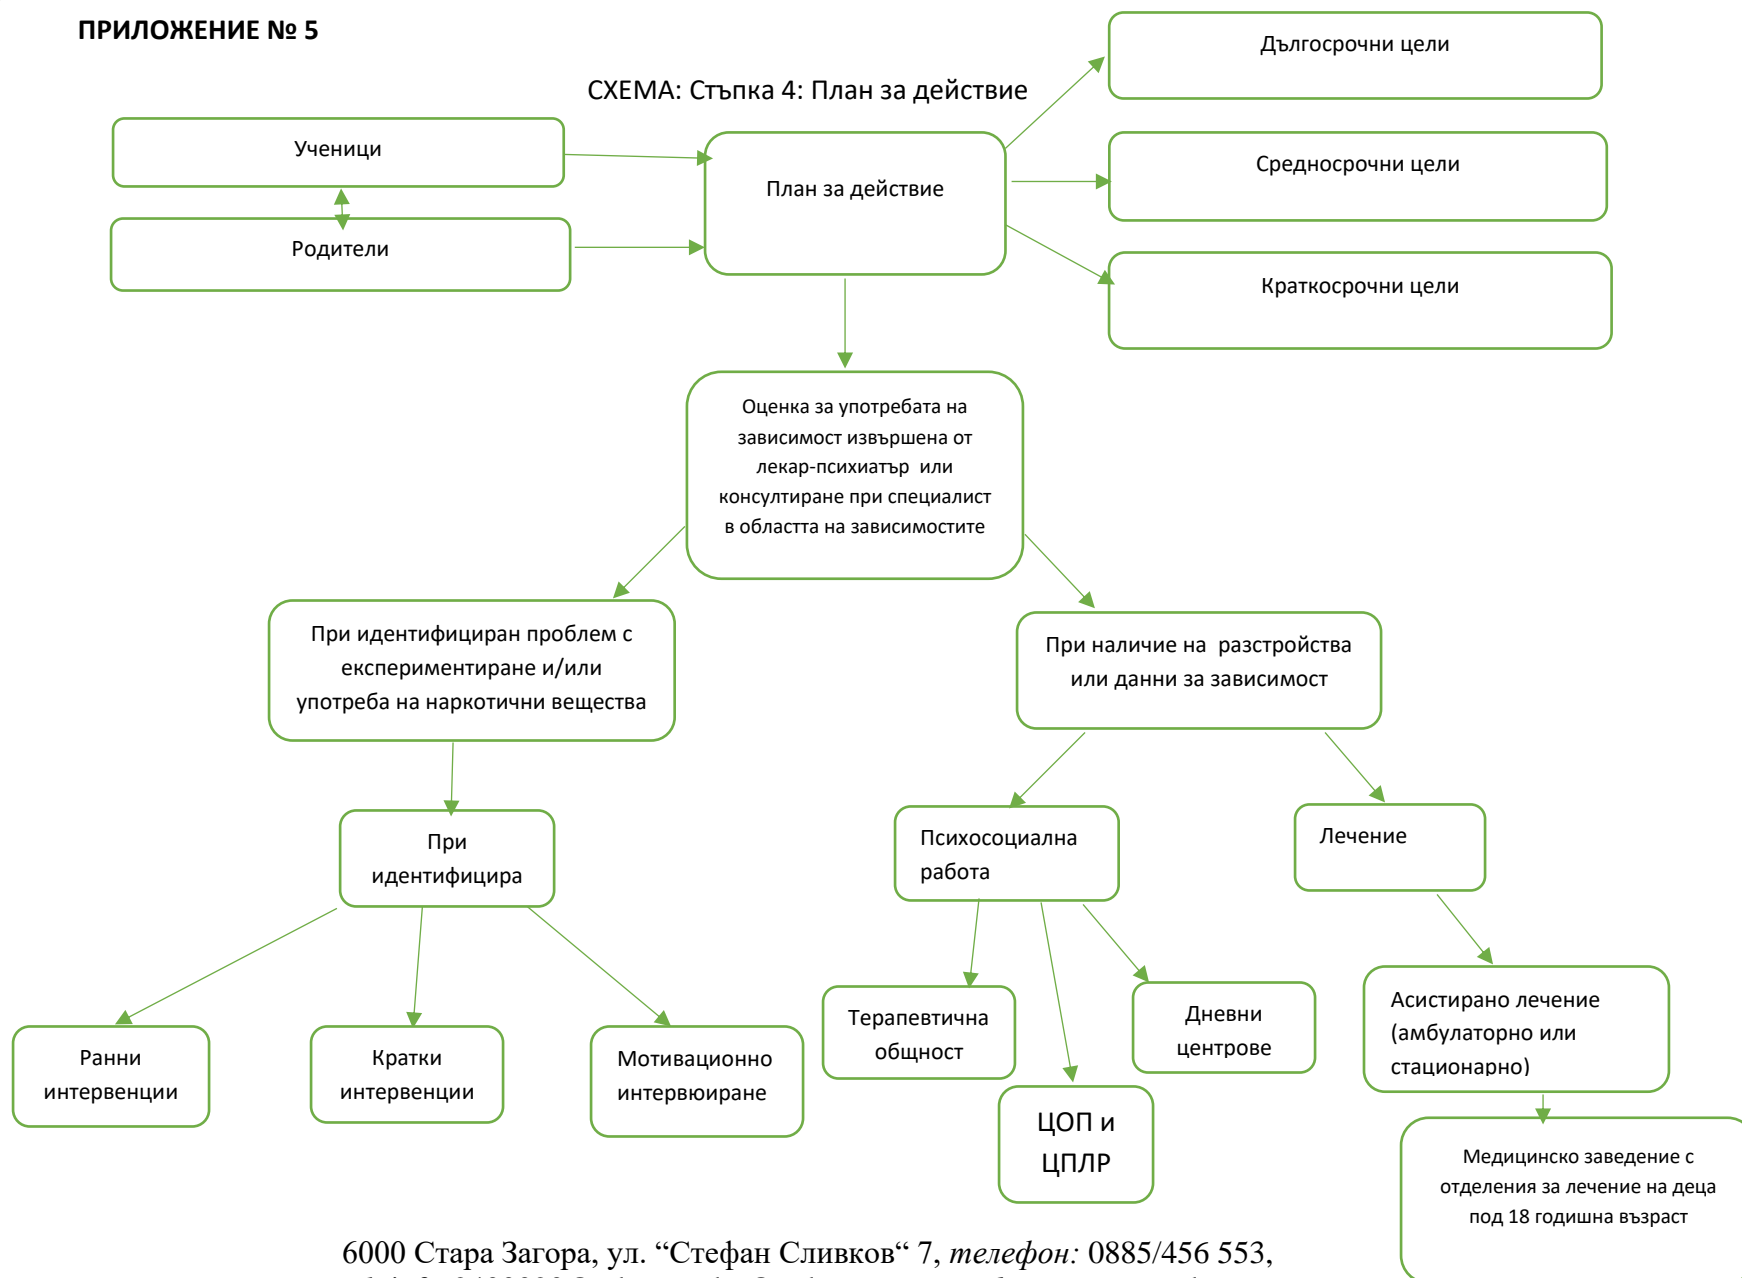 ПРИЛОЖЕНИЕ № 5
СХЕМА: Стъпка 4: План за действие
Ученици
Родители
План за действие
Дългосрочни цели
Средносрочни цели
Краткосрочни цели
Оценка за употребата на
зависимост извършена от
лекар-психиатър или
консултиране при специалист
в областта на зависимостите
При идентифициран проблем с
експериментиране и/или
употреба на наркотични вещества
При наличие на разстройства
или данни за зависимост
При
идентифицира
Психосоциална
работа
Лечение
Ранни
интервенции
Кратки
интервенции
Мотивационно
интервюиране
Терапевтична
общност
ЦОП и
ЦПЛР
Дневни
центрове
Асистирано лечение
(амбулаторно или
стационарно)
Медицинско заведение с
отделения за лечение на деца
под 18 годишна възраст
6000 Стара Загора, ул. “Стефан Сливков“ 7, телефон: 0885/456 553,